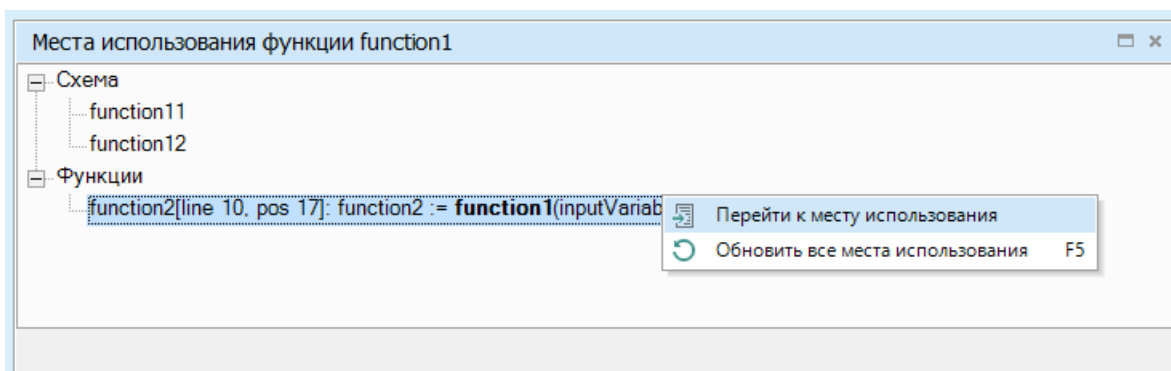 Места использования функции function1
Схема
function11
function12
Функции
function2[line 10, pos 17]: function2 := function1(inputVariab
Перейти к месту использования
Обновить все места использования F5